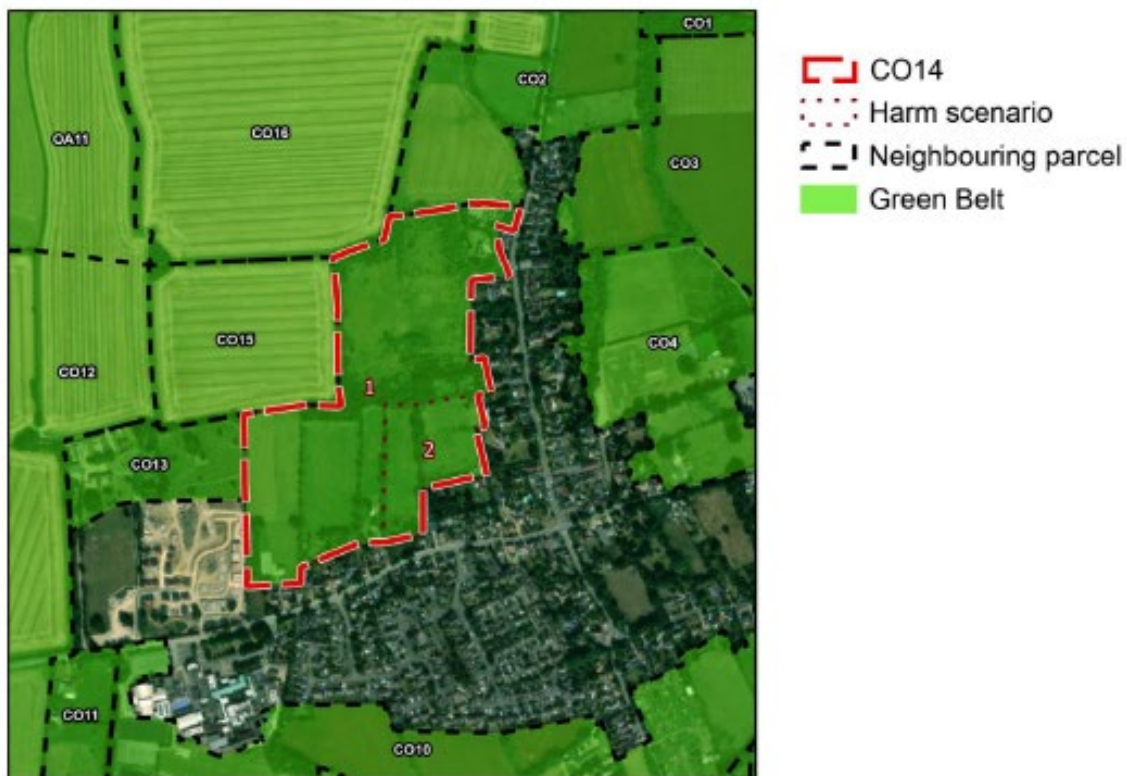 CO1
CO2
OA11
CO16
CO3
CO15
CO4
CO12
1
2
CO13
CO11
CO10
CO14
Harm scenario
Neighbouring parcel
Green Belt